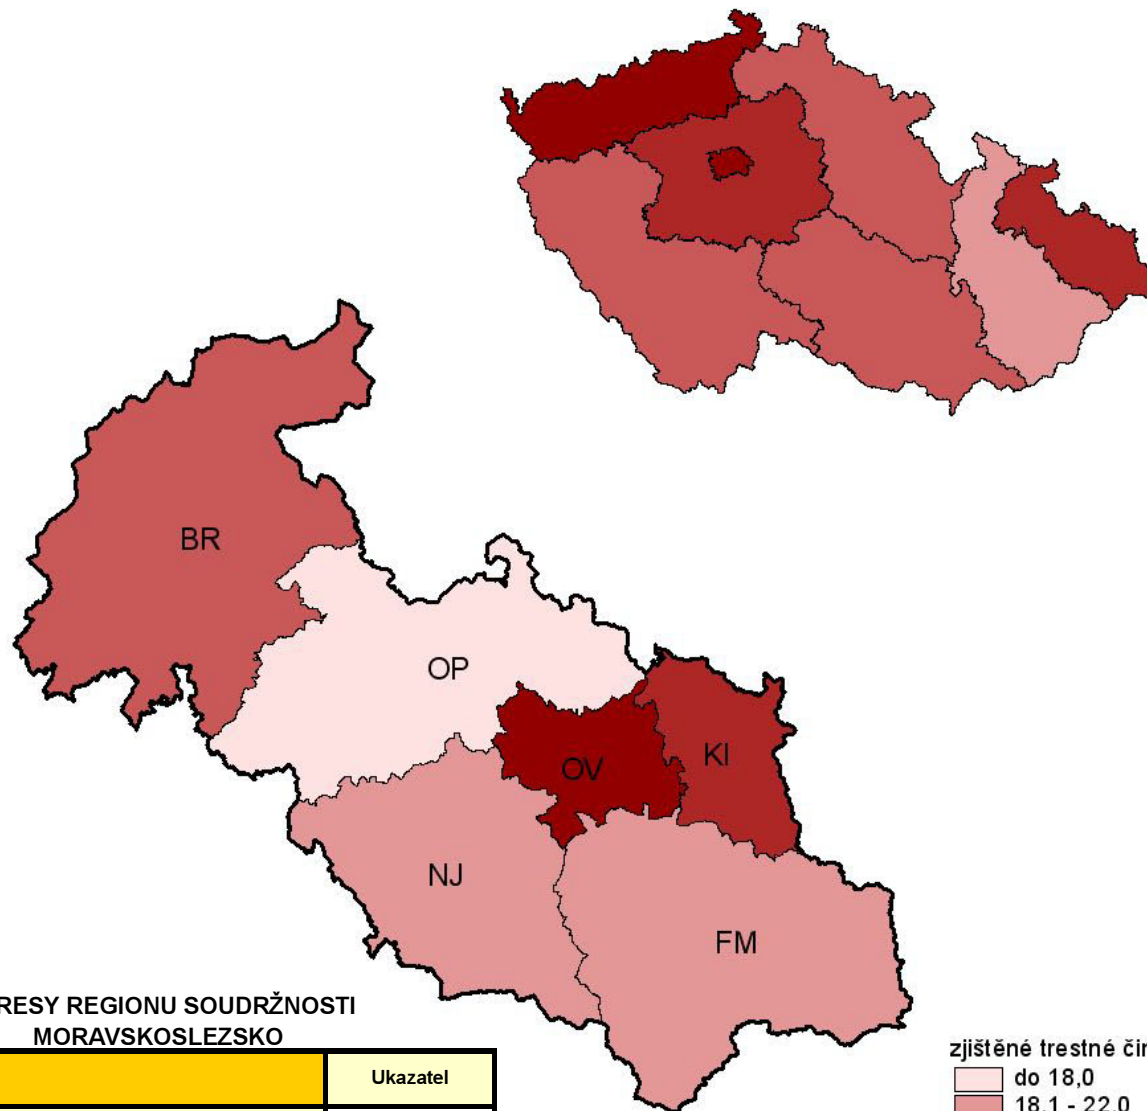 BR
OP
OV
KI
NJ
FM
RESY REGIONU SOUDRŽNOSTI
MORAVSKOSLEZSKO
Ukazatel
zjištěné trestné čin
do 18,0
18,1 - 22,0